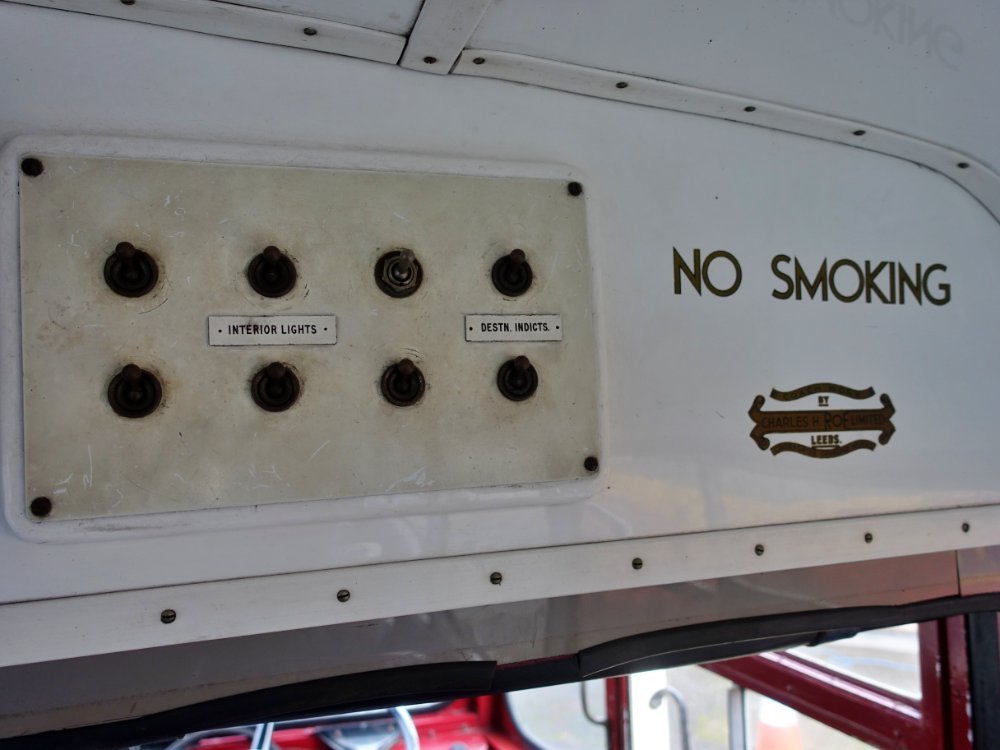 NO SMOKING
INTERIOR LIGHTS
DESTN. INDICTS.
BY
CHARLES H. ROE LIMITED
LEEDS.